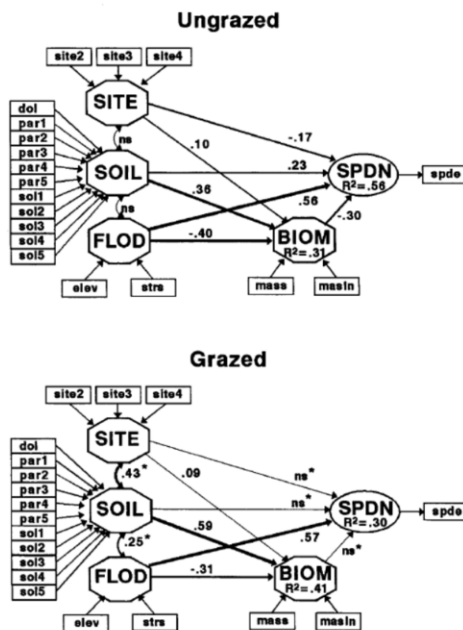 Ungrazed
site2 site3 site4
SITE
dol
par1
par2
par3
par4
par5
sol1
sol2
sol3
sol4
sol5
ns
SOIL
ns
FLOD
elev strs
.10
-.17
.23
.36
.56
-.40
-.30
SPDN
R²=.56
spde
BIOM
R²=.31
mass masln
Grazed
site2 site3 site4
SITE
dol
par1
par2
par3
par4
par5
sol1
sol2
sol3
sol4
sol5
.43*
SOIL
.25*
FLOD
elev strs
.09
ns*
ns*
.59
.57
-.31
ns*
SPDN
R²=.30
spde
BIOM
R²=.41
mass masln